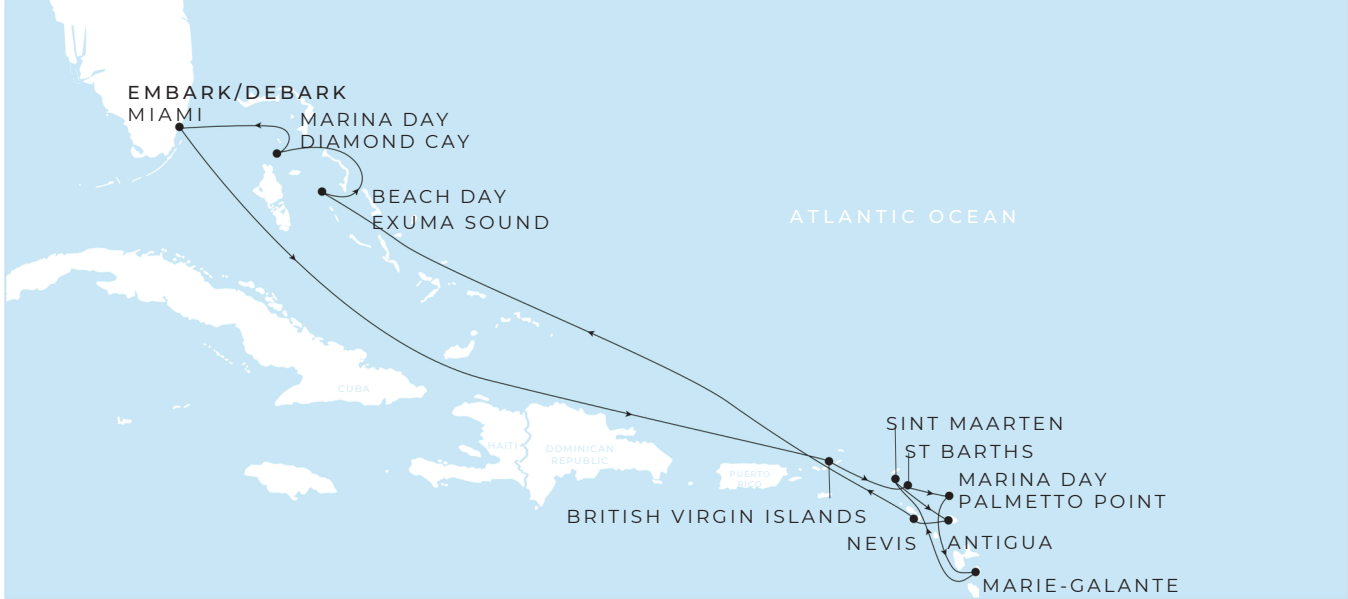 EMBARK/DEBARK
MIAMI
MARINA DAY
DIAMOND CAY
BEACH DAY
EXUMA SOUND
ATLANTIC OCEAN
CUBA
HAITI
DOMINICAN
REPUBLIC
PUERTO
RICO
SINT MAARTEN
ST BARTHS
MARINA DAY
PALMETTO POINT
BRITISH VIRGIN ISLANDS
NEVIS
ANTIGUA
MARIE-GALANTE